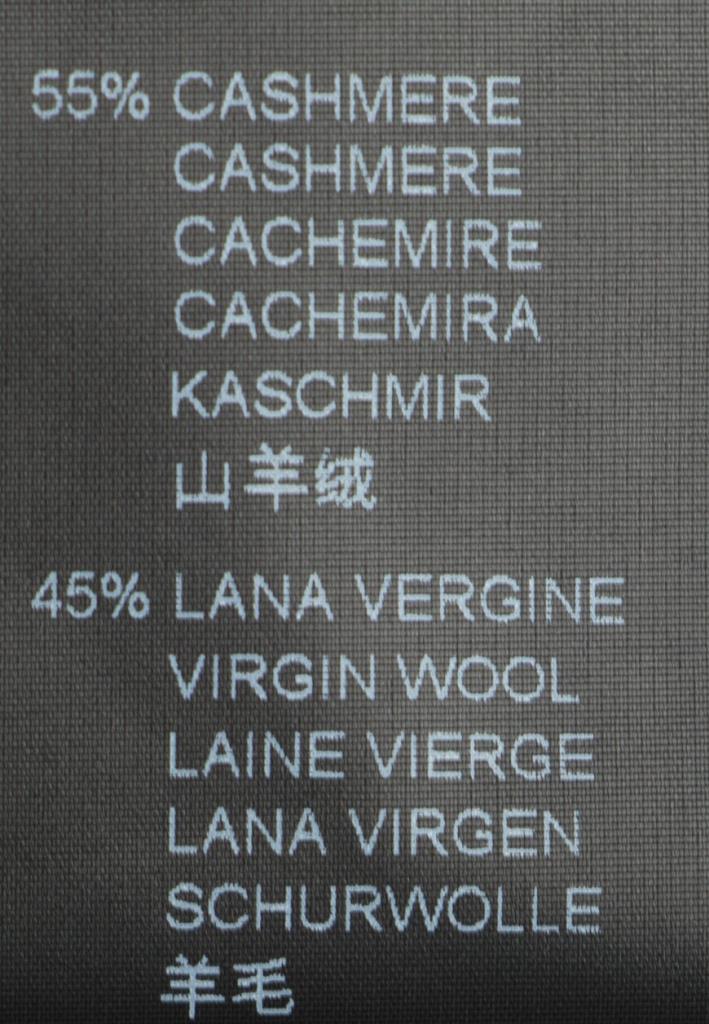 55% CASHMERE
CASHMERE
CACHEMIRE
CACHEMIRA
KASCHMIR
山羊绒
45% LANA VERGINE
VIRGIN WOOL
LAINE VIERGE
LANA VIRGEN
SCHURWOLLE
羊毛